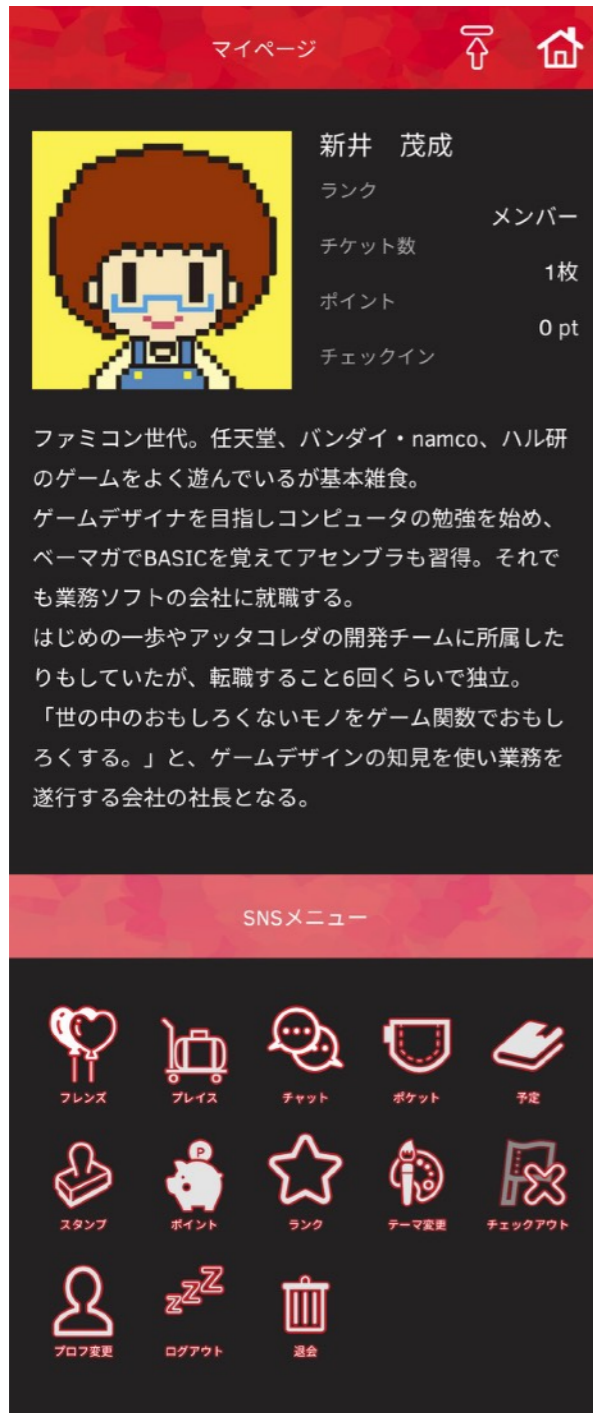 マイページ
新井　茂成
ランク
メンバー
チケット数
1枚
ポイント
0 pt
チェックイン
ファミコン世代。任天堂、バンダイ・namco、ハル研
のゲームをよく遊んでいるが基本雑食。
ゲームデザイナを目指しコンピュータの勉強を始め、
ベーマガでBASICを覚えてアセンブラも習得。それで
も業務ソフトの会社に就職する。
はじめの一歩やアッタコレダの開発チームに所属した
りもしていたが、転職すること6回くらいで独立。
「世の中のおもしろくないモノをゲーム関数でおもし
ろくする。」と、ゲームデザインの知見を使い業務を
遂行する会社の社長となる。
SNSメニュー
フレンズ
プレイス
チャット
ポケット
予定
スタンプ
P
ポイント
ランク
テーマ変更
チェックアウト
プロフ変更
zZZ
ログアウト
退会